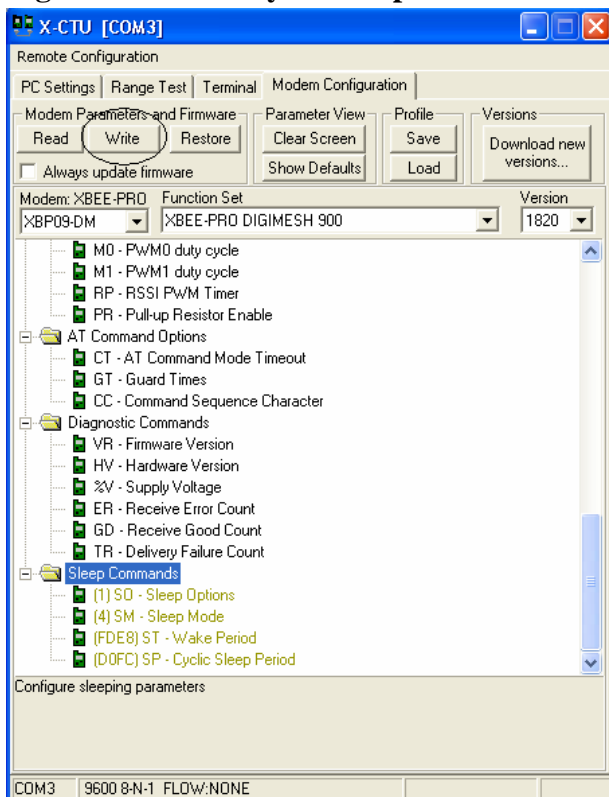 X-CTU [COM3]
Remote Configuration
PC Settings Range Test Terminal Modem Configuration
Modem Parameters and Firmware Parameter View Profile Versions
Read Write Restore Clear Screen Save Download new versions...
Always update firmware Show Defaults Load
Modem: XBEE-PRO Function Set Version
XBP09-DM XBEE-PRO DIGIMESH 900 1820
M0 - PWM0 duty cycle
M1 - PWM1 duty cycle
RP - RSSI PWM Timer
PR - Pull-up Resistor Enable
AT Command Options
CT - AT Command Mode Timeout
GT - Guard Times
CC - Command Sequence Character
Diagnostic Commands
VR - Firmware Version
HV - Hardware Version
%V - Supply Voltage
ER - Receive Error Count
GD - Receive Good Count
TR - Delivery Failure Count
Sleep Commands
(1) SO - Sleep Options
(4) SM - Sleep Mode
(FDE8) ST - Wake Period
(D0FC) SP - Cyclic Sleep Period
Configure sleeping parameters
COM3 9600 8-N-1 FLOW:NONE